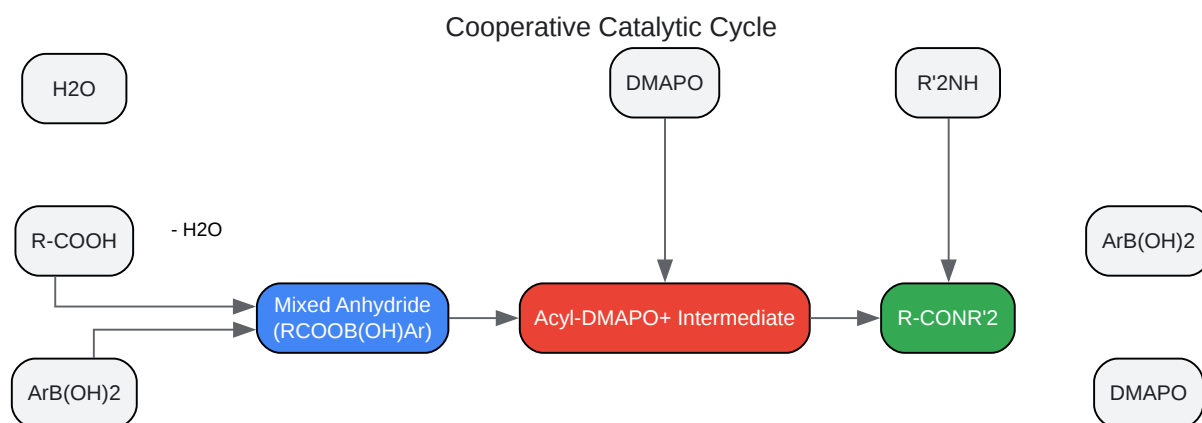 Cooperative Catalytic Cycle
H2O
DMAPO
R'2NH
R-COOH
- H2O
ArB(OH)2
Mixed Anhydride
(RCOOB(OH)Ar)
Acyl-DMAPO+ Intermediate
R-CONR'2
ArB(OH)2
DMAPO